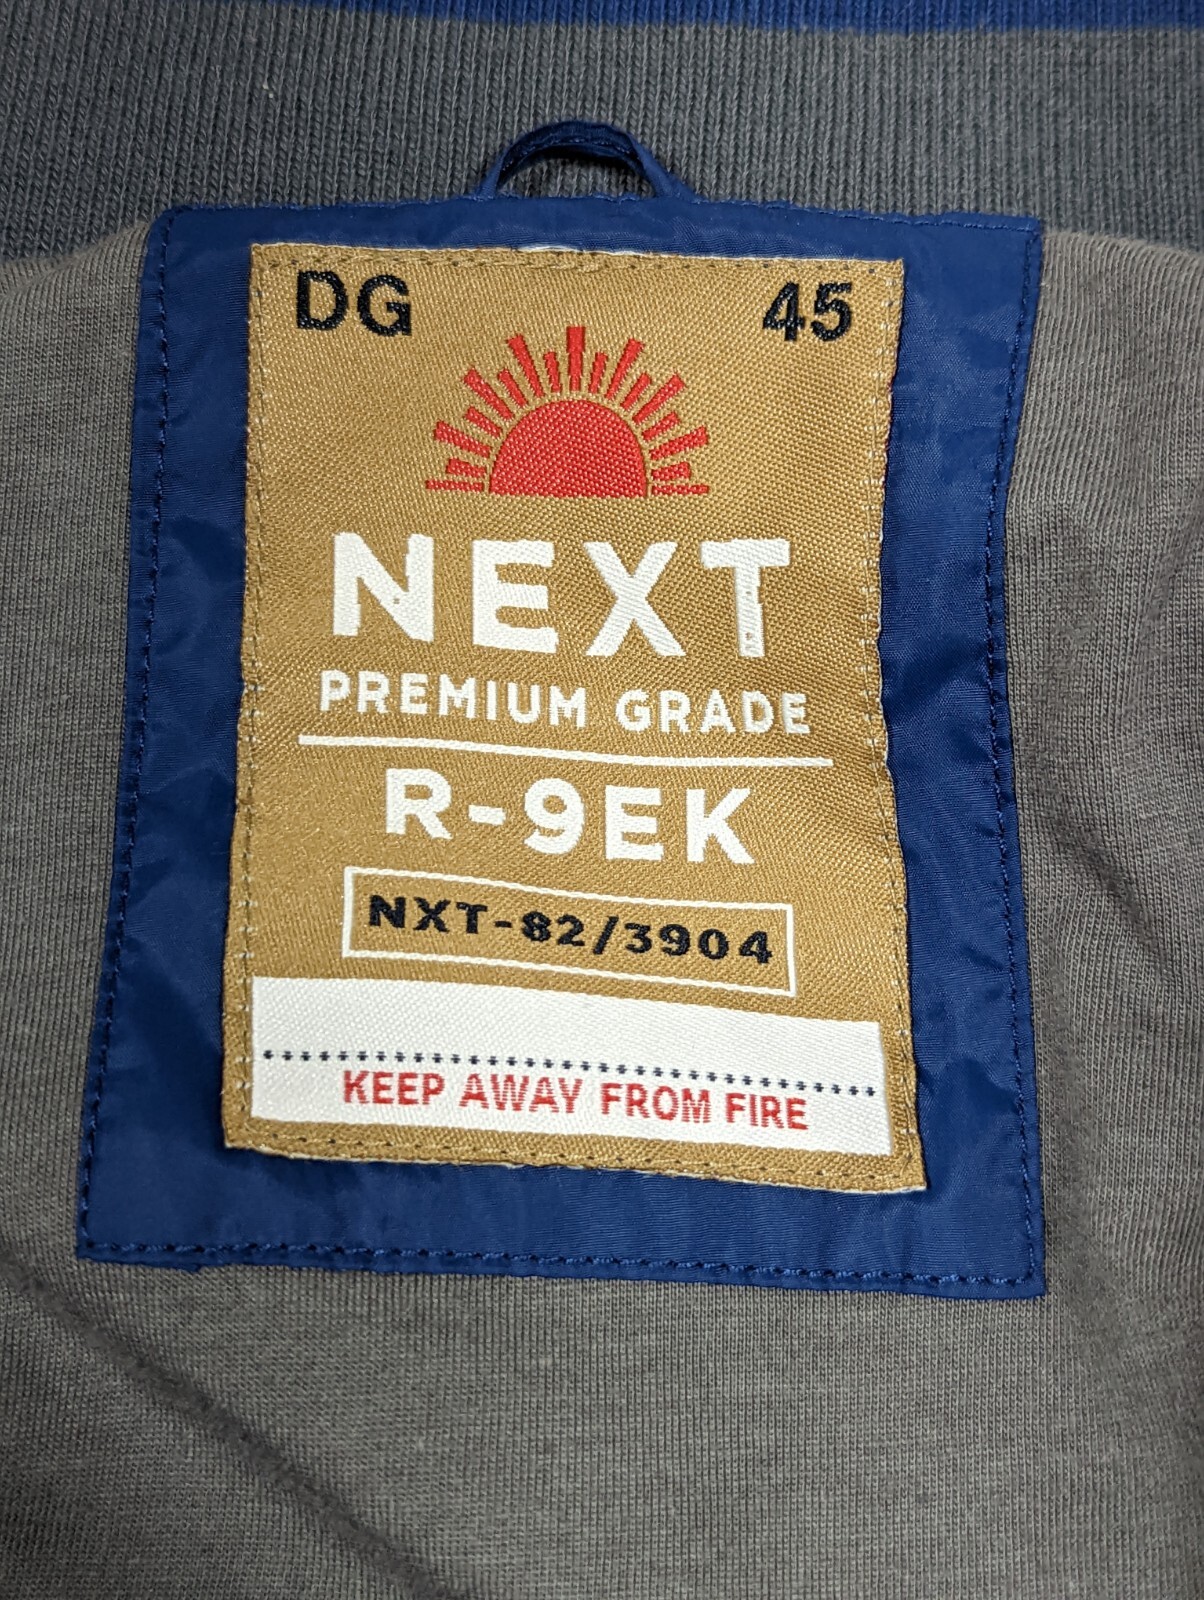 DG 45
NEXT
PREMIUM GRADE
R-9EK
NXT-82/3904
KEEP AWAY FROM FIRE